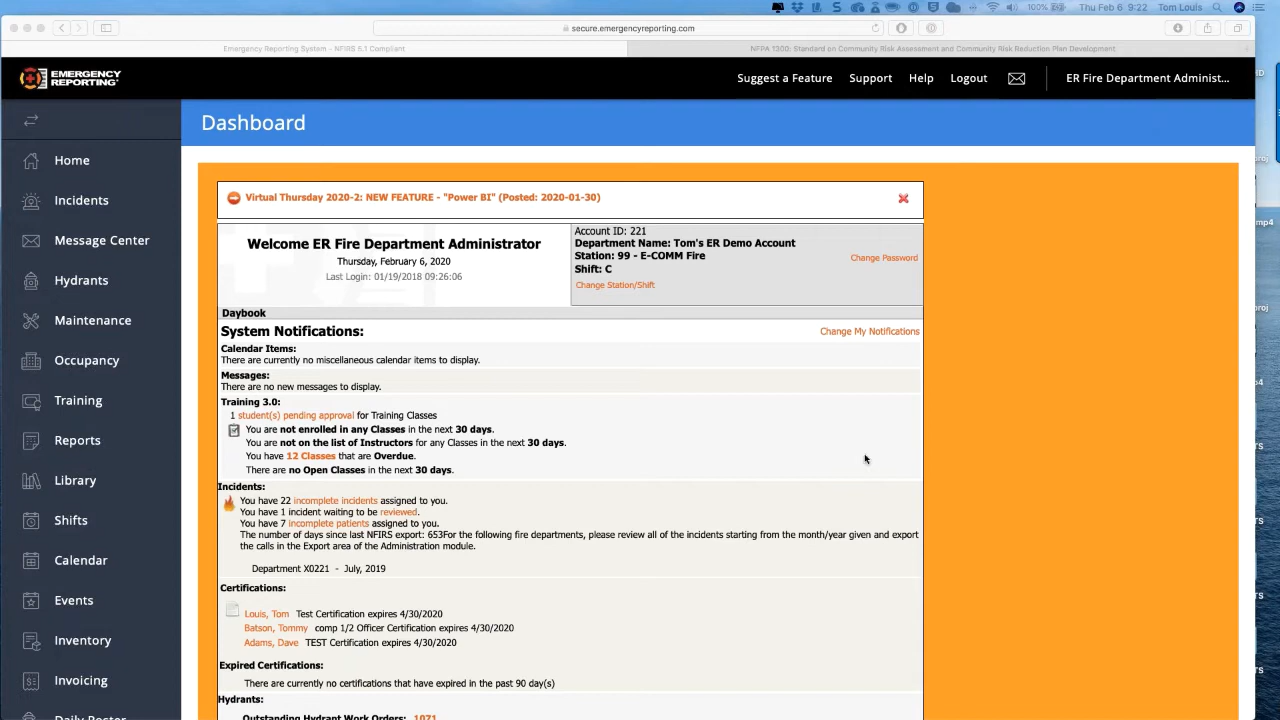 100%
Thu Feb 6 9:22
Tom Louis
secure.emergencyreporting.com
Emergency Reporting System - NFIRS 5.1 Compliant
NFPA 1300: Standard on Community Risk Assessment and Community Risk Reduction Plan Development
EMERGENCY
REPORTING
Suggest a Feature
Support
Help
Logout
ER Fire Department Administ...
Dashboard
Home
Incidents
Message Center
Hydrants
Maintenance
Occupancy
Training
Reports
Library
Shifts
Calendar
Events
Inventory
Invoicing
Daily Roster
Virtual Thursday 2020-2: NEW FEATURE - "Power BI" (Posted: 2020-01-30)
Welcome ER Fire Department Administrator
Thursday, February 6, 2020
Last Login: 01/19/2018 09:26:06
Account ID: 221
Department Name: Tom's ER Demo Account
Station: 99 - E-COMM Fire
Shift: C
Change Station/Shift
Change Password
Daybook
System Notifications:
Change My Notifications
Calendar Items:
There are currently no miscellaneous calendar items to display.
Messages:
There are no new messages to display.
Training 3.0:
1 student(s) pending approval for Training Classes
You are not enrolled in any Classes in the next 30 days.
You are not on the list of Instructors for any Classes in the next 30 days.
You have 12 Classes that are Overdue.
There are no Open Classes in the next 30 days.
Incidents:
You have 22 incomplete incidents assigned to you.
You have 1 incident waiting to be reviewed.
You have 7 incomplete patients assigned to you.
The number of days since last NFIRS export: 653For the following fire departments, please review all of the incidents starting from the month/year given and export
the calls in the Export area of the Administration module.
Department X0221 - July, 2019
Certifications:
Louis, Tom Test Certification expires 4/30/2020
Batson, Tommy comp 1/2 Officer Certification expires 4/30/2020
Adams, Dave TEST Certification expires 4/30/2020
Expired Certifications:
There are currently no certifications that have expired in the past 90 day(s)
Hydrants:
Outstanding Hydrant Work Orders: 1071